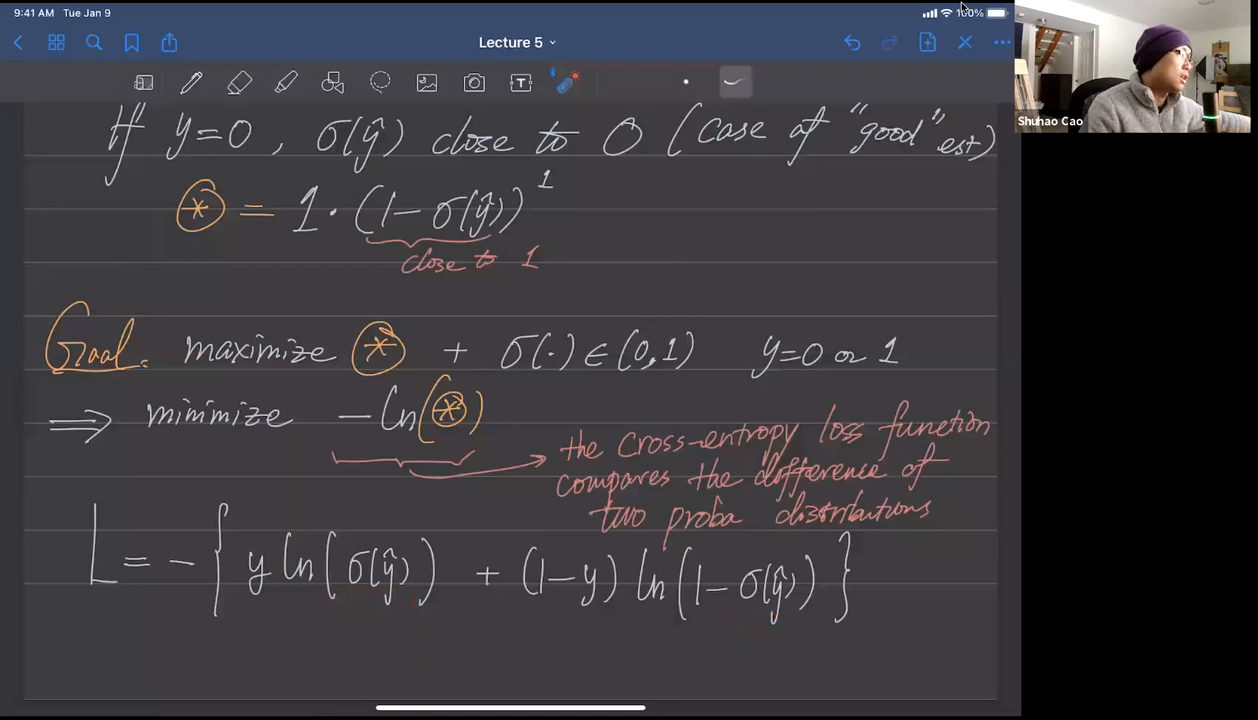 9:41 AM Tue Jan 9
100%
Lecture 5
Shuhao Cao
If y=0, σ(ŷ) close to 0 (case of "good" est)
⊛ = 1 · (1 − σ(ŷ))¹
close to 1
Goal: maximize ⊛ + σ(·) ∈ (0,1) y=0 or 1
⟹ minimize − ln(⊛)
the cross-entropy loss function
compares the difference of
two proba distributions
L = − { y ln(σ(ŷ)) + (1−y) ln(1−σ(ŷ)) }